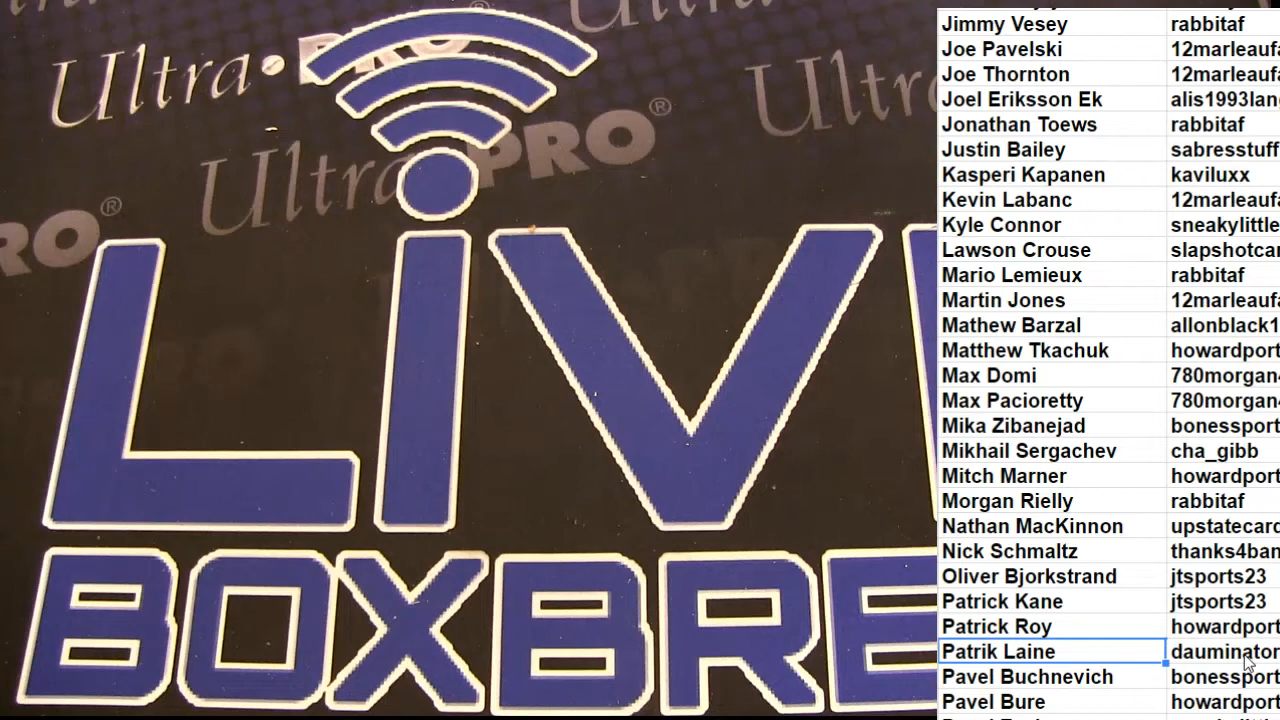 Ultra•PRO®
Ultra•PRO®
Ultra
PRO®
LiV
BOXBRE
Jimmy Vesey rabbitaf
Joe Pavelski 12marleaufa
Joe Thornton 12marleaufa
Joel Eriksson Ek alis1993lan
Jonathan Toews rabbitaf
Justin Bailey sabresstuff
Kasperi Kapanen kaviluxx
Kevin Labanc 12marleaufa
Kyle Connor sneakylittle
Lawson Crouse slapshotcar
Mario Lemieux rabbitaf
Martin Jones 12marleaufa
Mathew Barzal allonblack1
Matthew Tkachuk howardport
Max Domi 780morgan4
Max Pacioretty 780morgan4
Mika Zibanejad bonessport
Mikhail Sergachev cha_gibb
Mitch Marner howardport
Morgan Rielly rabbitaf
Nathan MacKinnon upstatecard
Nick Schmaltz thanks4ban
Oliver Bjorkstrand jtsports23
Patrick Kane jtsports23
Patrick Roy howardport
Patrik Laine dauminator
Pavel Buchnevich bonessport
Pavel Bure howardport